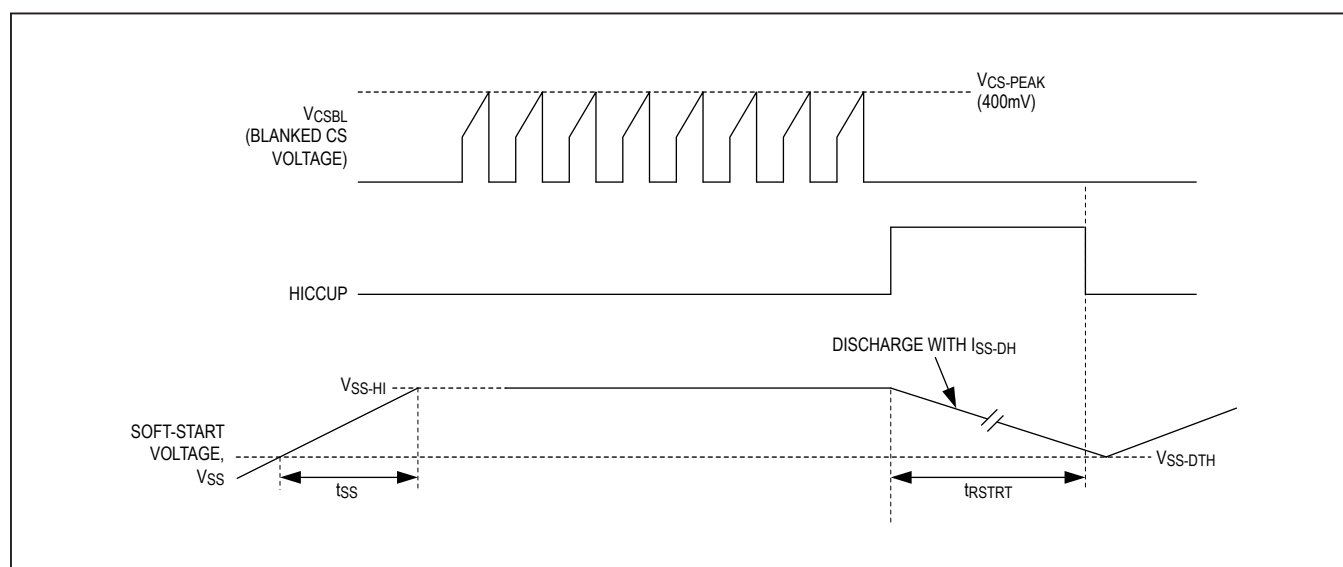 VCS-PEAK
(400mV)
VCSBL
(BLANKED CS
VOLTAGE)
HICCUP
DISCHARGE WITH ISS-DH
VSS-HI
SOFT-START
VOLTAGE,
VSS
tSS
tRSTRT
VSS-DTH